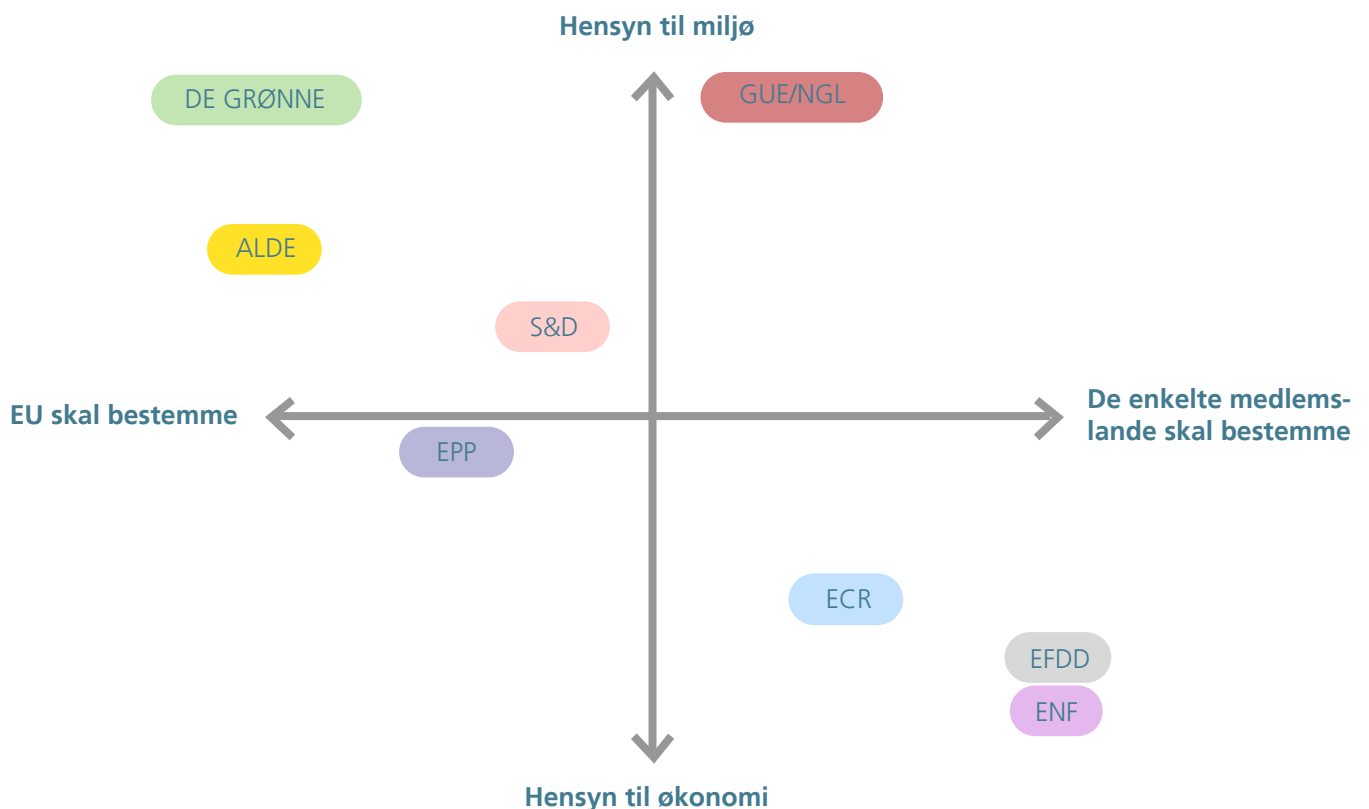 Hensyn til miljø
DE GRØNNE
GUE/NGL
ALDE
S&D
EU skal bestemme
De enkelte medlems-
lande skal bestemme
EPP
ECR
EFDD
ENF
Hensyn til økonomi